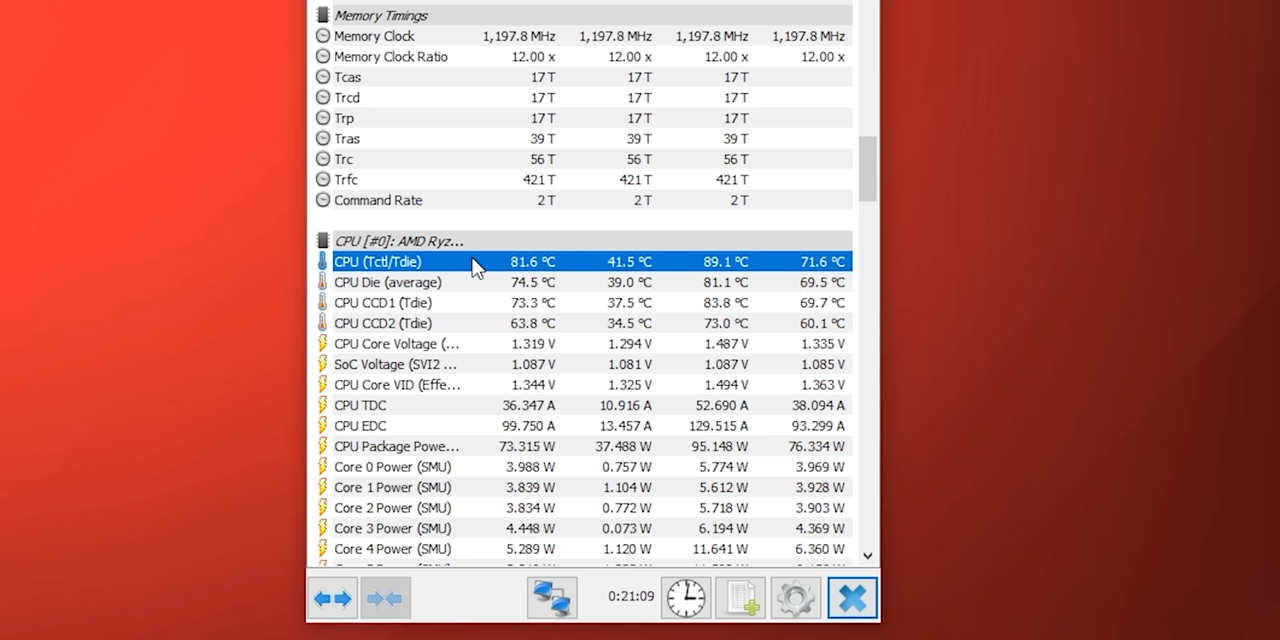 Memory Timings
Memory Clock 1,197.8 MHz 1,197.8 MHz 1,197.8 MHz 1,197.8 MHz
Memory Clock Ratio 12.00 x 12.00 x 12.00 x 12.00 x
Tcas 17 T 17 T 17 T
Trcd 17 T 17 T 17 T
Trp 17 T 17 T 17 T
Tras 39 T 39 T 39 T
Trc 56 T 56 T 56 T
Trfc 421 T 421 T 421 T
Command Rate 2 T 2 T 2 T
CPU [#0]: AMD Ryz...
CPU (Tctl/Tdie) 81.6 °C 41.5 °C 89.1 °C 71.6 °C
CPU Die (average) 74.5 °C 39.0 °C 81.1 °C 69.5 °C
CPU CCD1 (Tdie) 73.3 °C 37.5 °C 83.8 °C 69.7 °C
CPU CCD2 (Tdie) 63.8 °C 34.5 °C 73.0 °C 60.1 °C
CPU Core Voltage (... 1.319 V 1.294 V 1.487 V 1.335 V
SoC Voltage (SVI2 ... 1.087 V 1.081 V 1.087 V 1.085 V
CPU Core VID (Effe... 1.344 V 1.325 V 1.494 V 1.363 V
CPU TDC 36.347 A 10.916 A 52.690 A 38.094 A
CPU EDC 99.750 A 13.457 A 129.515 A 93.299 A
CPU Package Powe... 73.315 W 37.488 W 95.148 W 76.334 W
Core 0 Power (SMU) 3.988 W 0.757 W 5.774 W 3.969 W
Core 1 Power (SMU) 3.839 W 1.104 W 5.612 W 3.928 W
Core 2 Power (SMU) 3.834 W 0.772 W 5.718 W 3.903 W
Core 3 Power (SMU) 4.448 W 0.073 W 6.194 W 4.369 W
Core 4 Power (SMU) 5.289 W 1.120 W 11.641 W 6.360 W
0:21:09